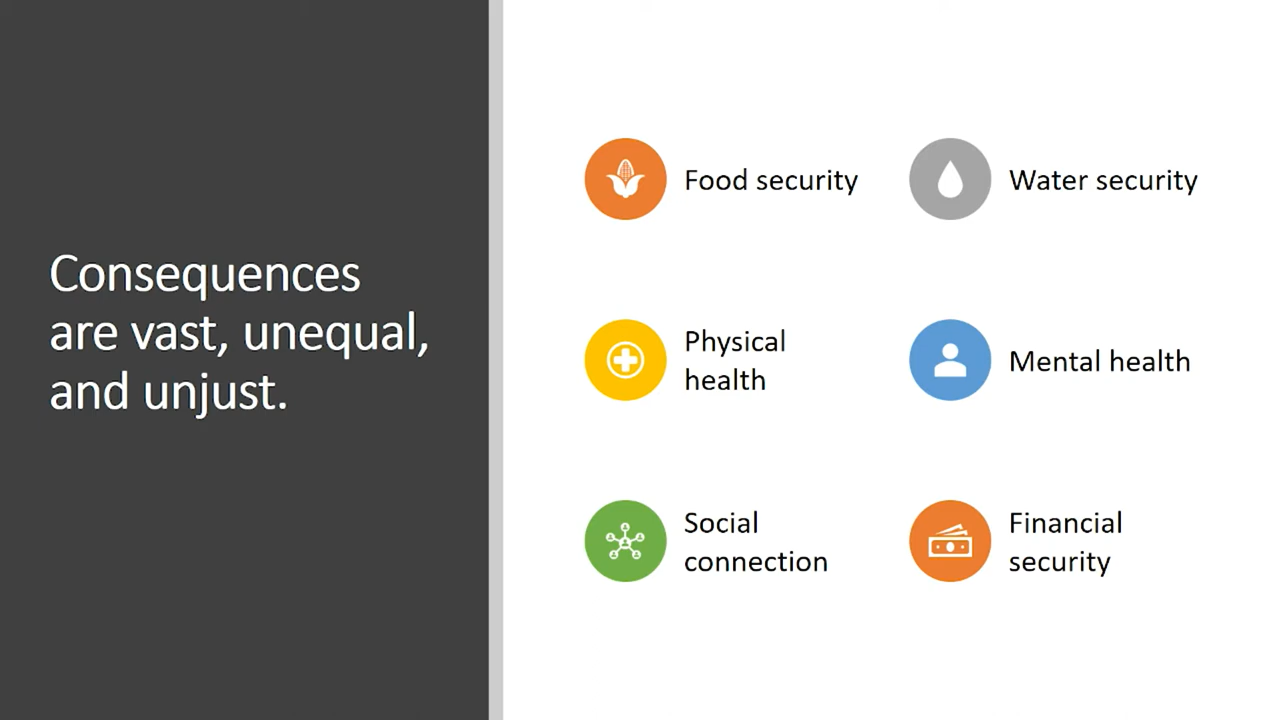 Consequences
are vast, unequal,
and unjust.
Food security
Water security
Physical
health
Mental health
Social
connection
Financial
security